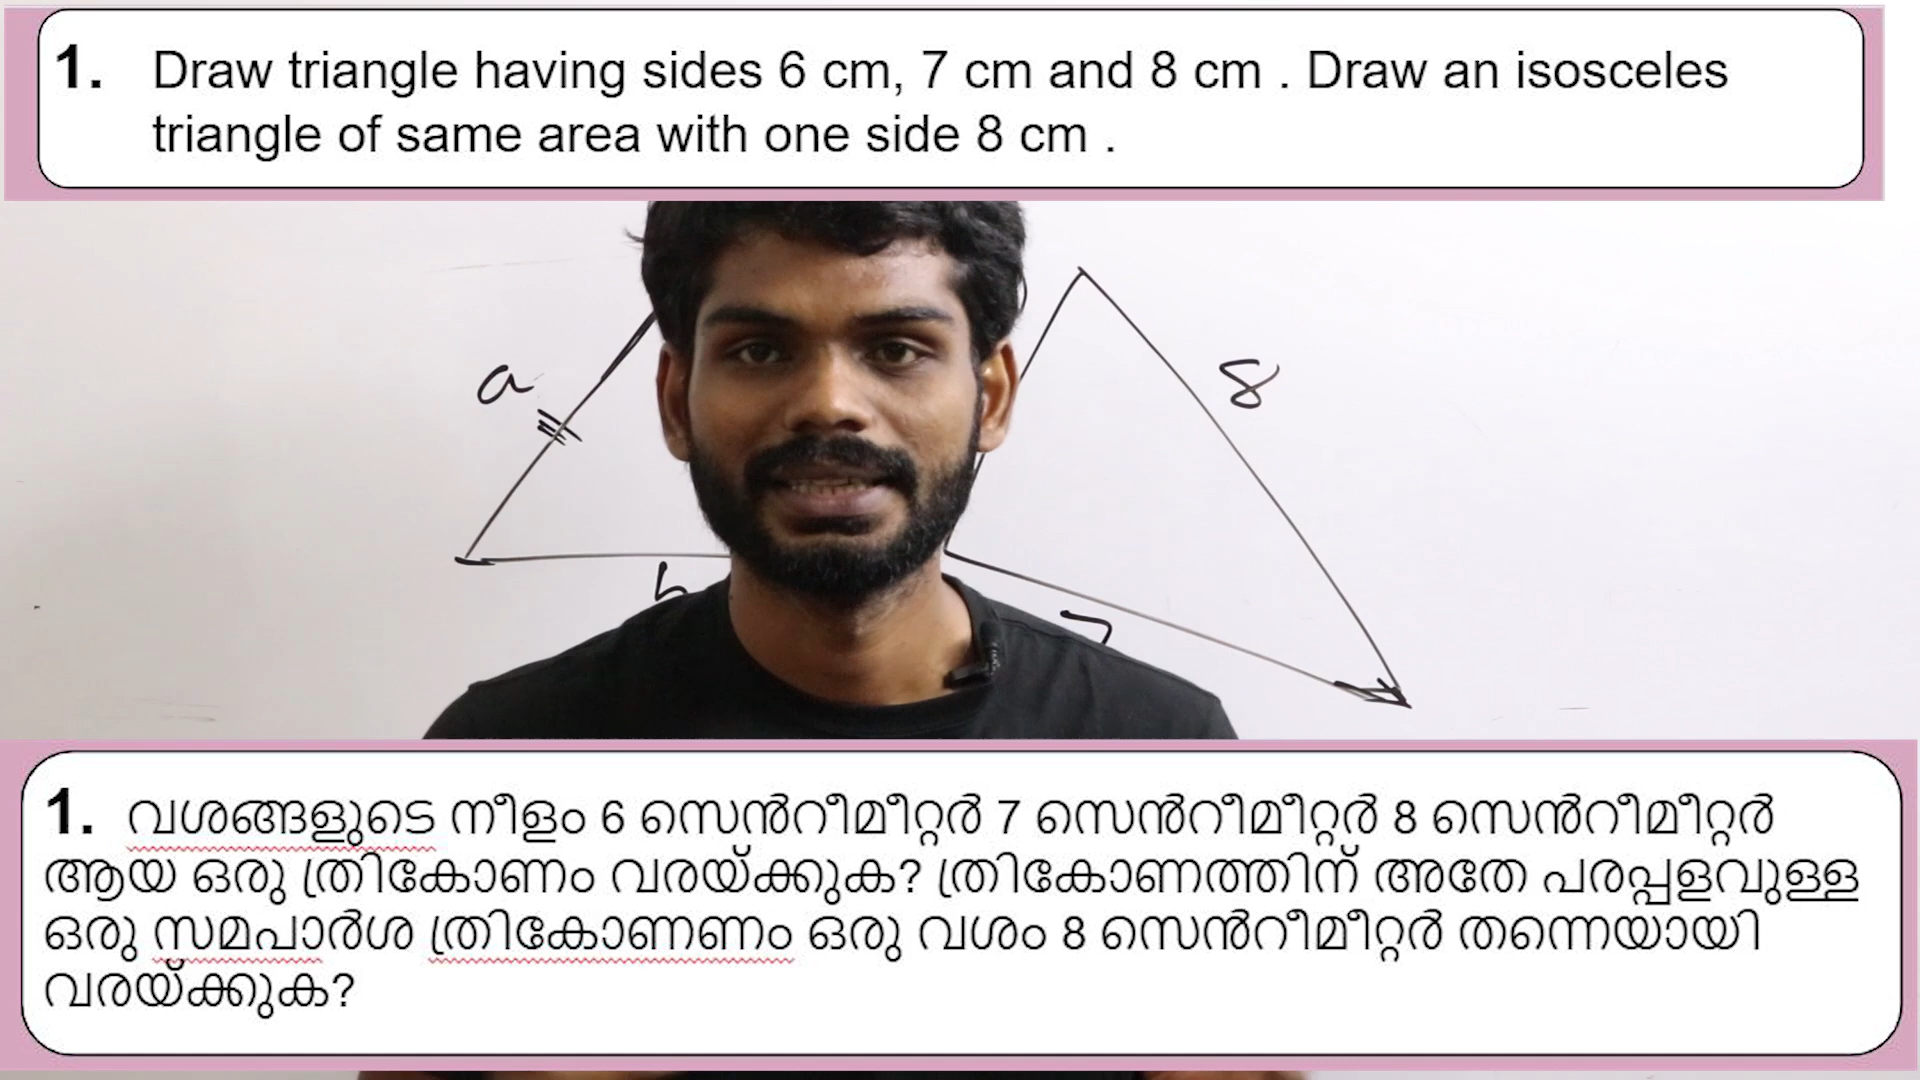 1. Draw triangle having sides 6 cm, 7 cm and 8 cm . Draw an isosceles
triangle of same area with one side 8 cm .
a
8
7
1. വശങ്ങളുടെ നീളം 6 സെൻറീമീറ്റർ 7 സെൻറീമീറ്റർ 8 സെൻറീമീറ്റർ
ആയ ഒരു ത്രികോണം വരയ്ക്കുക? ത്രികോണത്തിന് അതേ പരപ്പളവുള്ള
ഒരു സമപാർശ ത്രികോണണം ഒരു വശം 8 സെൻറീമീറ്റർ തന്നെയായി
വരയ്ക്കുക?